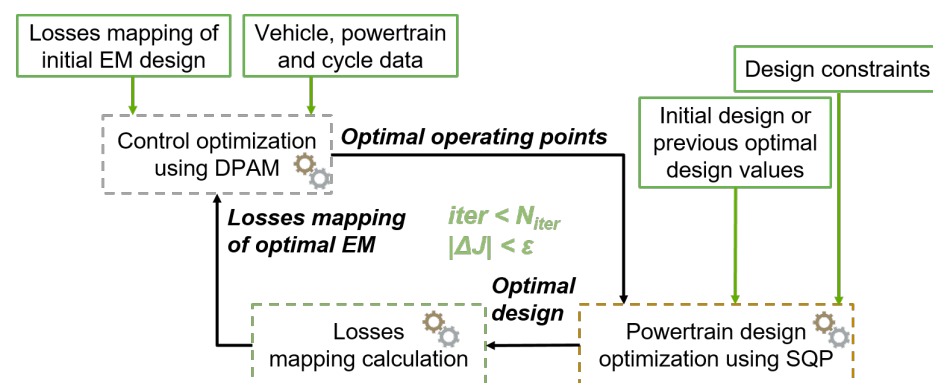 Losses mapping of
initial EM design
Vehicle, powertrain
and cycle data
Design constraints
Initial design or
previous optimal
design values
Control optimization
using DPAM
Optimal operating points
Losses mapping
of optimal EM
iter < Niter
|ΔJ| < ε
Optimal
design
Losses
mapping calculation
Powertrain design
optimization using SQP